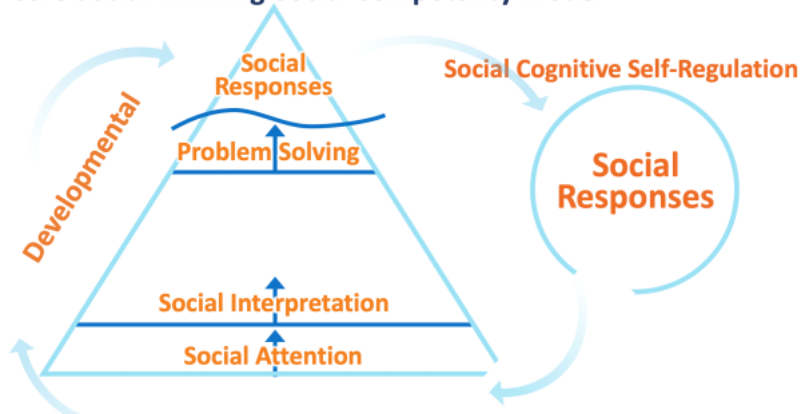 Social
Responses
Social Cognitive Self-Regulation
Developmental
Problem Solving
Social
Responses
Social Interpretation
Social Attention